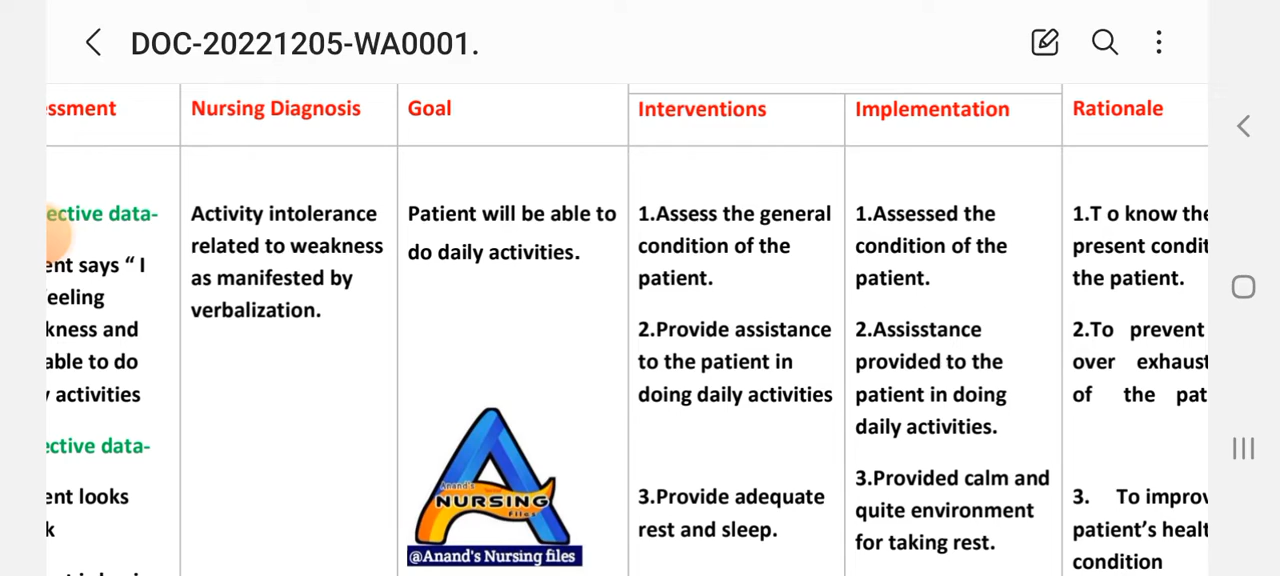 DOC-20221205-WA0001.
ssment
Nursing Diagnosis
Goal
Interventions
Implementation
Rationale
ective data-
ent says “ I
eeling
kness and
able to do
activities
ective data-
ent looks
k
Activity intolerance
related to weakness
as manifested by
verbalization.
Patient will be able to
do daily activities.
Anand's
NURSING
Files
@Anand's Nursing files
1.Assess the general
condition of the
patient.
2.Provide assistance
to the patient in
doing daily activities
3.Provide adequate
rest and sleep.
1.Assessed the
condition of the
patient.
2.Assisstance
provided to the
patient in doing
daily activities.
3.Provided calm and
quite environment
for taking rest.
1.T o know the
present condit
the patient.
2.To prevent
over exhaust
of the pat
3. To improv
patient’s healt
condition